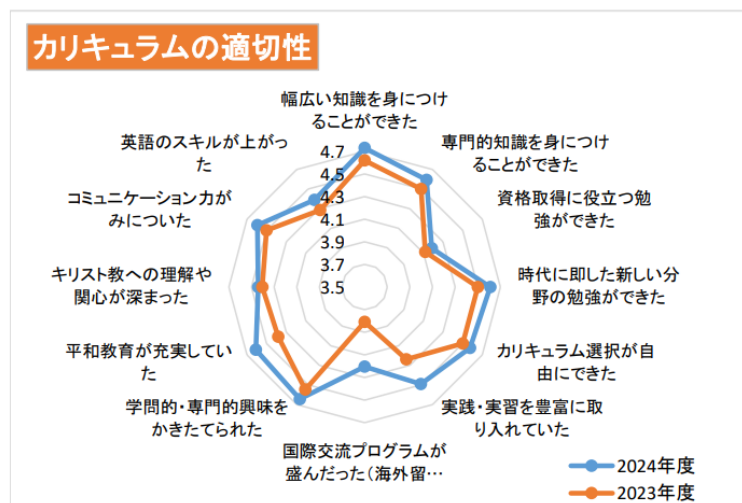 カリキュラムの適切性
幅広い知識を身につけ
ることができた
専門的知識を身につけ
ることができた
資格取得に役立つ勉
強ができた
時代に即した新しい分
野の勉強ができた
カリキュラム選択が自
由にできた
実践・実習を豊富に取
り入れていた
国際交流プログラムが
盛んだった(海外留…
学問的・専門的興味を
かきたてられた
平和教育が充実してい
た
キリスト教への理解や
関心が深まった
コミュニケーション力が
みについた
英語のスキルが上がっ
た
4.7
4.5
4.3
4.1
3.9
3.7
3.5
2024年度
2023年度